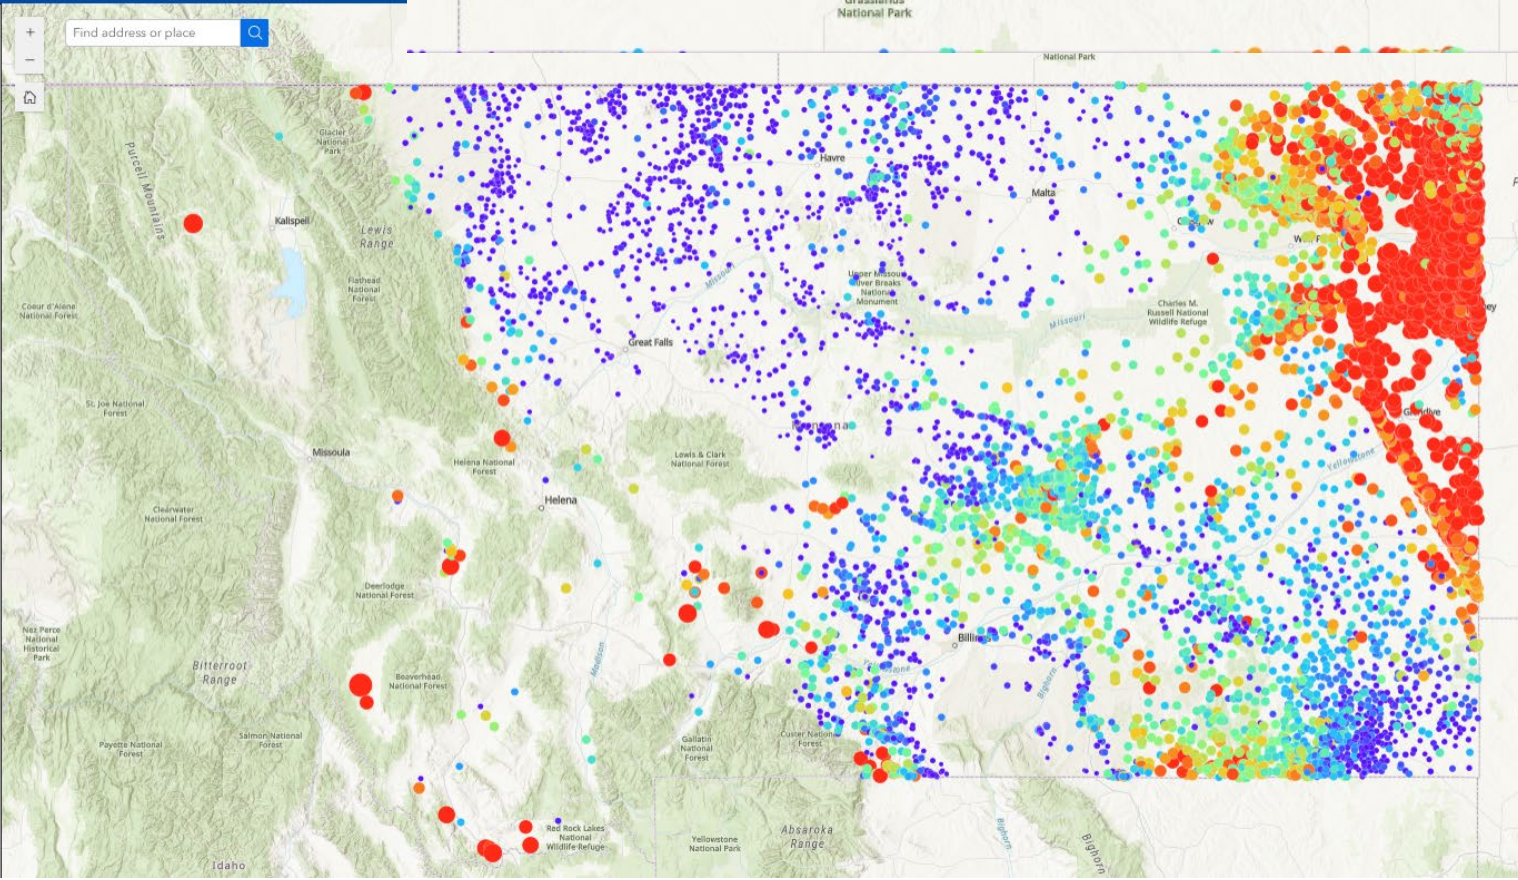 Grasslands
National Park
+
Find address or place
−
National Park
Glacier
National
Park
Purcell Mountains
Havre
Malta
Kalispell
Lewis
Range
Flathead
National
Forest
Missouri
Upper Missouri
River Breaks
National
Monument
Coeur d'Alene
National Forest
Charles M.
Russell National
Wildlife Refuge
Missouri
Great Falls
St. Joe National
Forest
Glendive
Montana
Missoula
Helena National
Forest
Lewis & Clark
National Forest
Yellowstone
Helena
Clearwater
National Forest
Deerlodge
National Forest
Nez Perce
National
Historical
Park
Billings
Madison
Yellowstone
Bitterroot
Range
Beaverhead
National Forest
Bighorn
Payette National
Forest
Salmon National
Forest
Gallatin
National
Forest
Custer National
Forest
Red Rock Lakes
National
Wildlife Refuge
Yellowstone
National Park
Absaroka
Range
Bighorn
Bighorn
Idaho